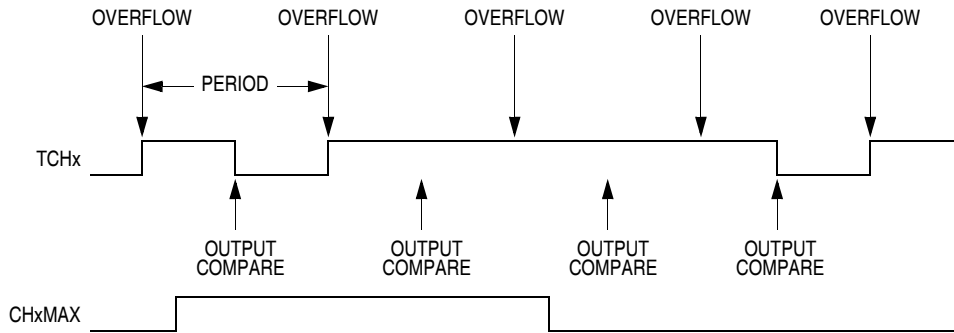 OVERFLOW OVERFLOW OVERFLOW OVERFLOW OVERFLOW
PERIOD
TCHx
OUTPUT COMPARE
OUTPUT COMPARE
OUTPUT COMPARE
OUTPUT COMPARE
CHxMAX